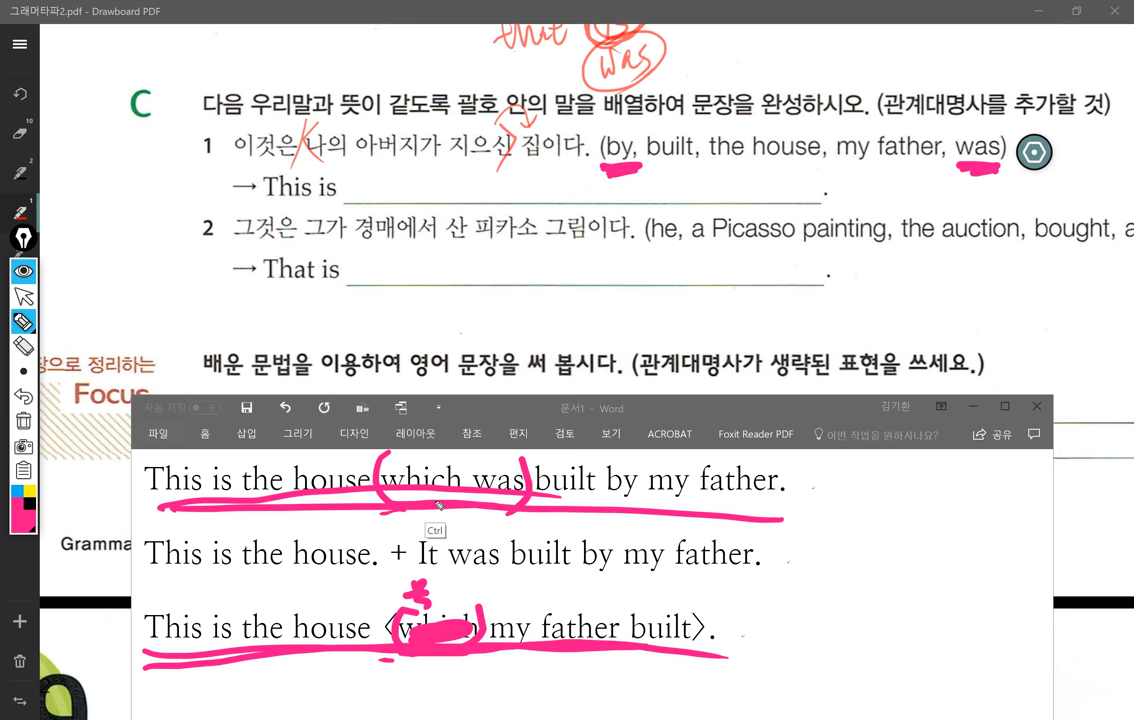 그래머타파2.pdf - Drawboard PDF
that is
was
C 다음 우리말과 뜻이 같도록 괄호 안의 말을 배열하여 문장을 완성하시오. (관계대명사를 추가할 것)
1 이것은 나의 아버지가 지으신 집이다. (by, built, the house, my father, was)
→ This is .
2 그것은 그가 경매에서 산 피카소 그림이다. (he, a Picasso painting, the auction, bought, a
→ That is .
장으로 정리하는
Focus
배운 문법을 이용하여 영어 문장을 써 봅시다. (관계대명사가 생략된 표현을 쓰세요.)
10
2
1
자동 저장
문서1 - Word
김기환
파일 홈 삽입 그리기 디자인 레이아웃 참조 편지 검토 보기 ACROBAT Foxit Reader PDF 어떤 작업을 원하시나요? 공유
This is the house which was built by my father.
Ctrl
Gramma
This is the house. + It was built by my father.
This is the house 〈which my father built〉.